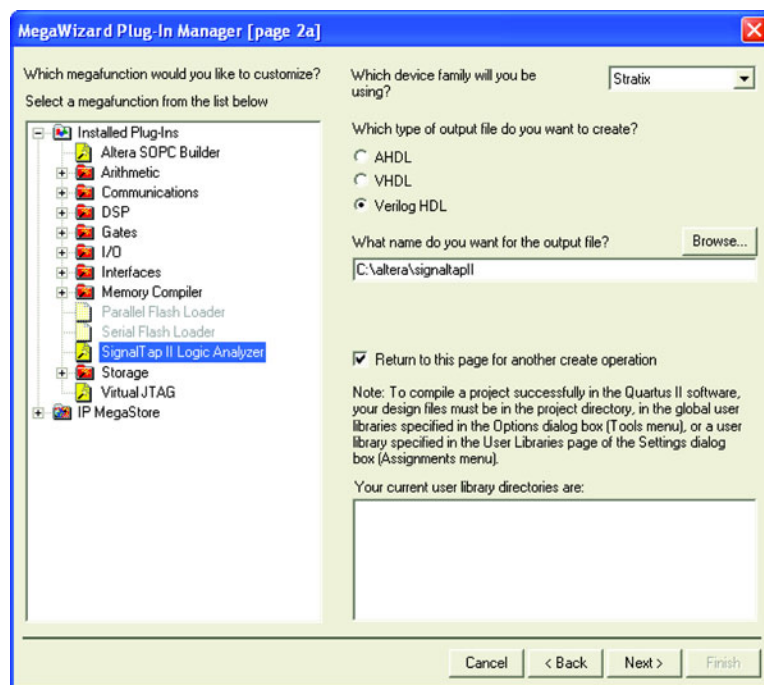 MegaWizard Plug-In Manager [page 2a]
Which megafunction would you like to customize?
Select a megafunction from the list below
Installed Plug-Ins
Altera SOPC Builder
Arithmetic
Communications
DSP
Gates
I/O
Interfaces
Memory Compiler
Parallel Flash Loader
Serial Flash Loader
SignalTap II Logic Analyzer
Storage
Virtual JTAG
IP MegaStore
Which device family will you be
using?
Stratix
Which type of output file do you want to create?
AHDL
VHDL
Verilog HDL
What name do you want for the output file?
Browse...
C:\altera\signaltapII
Return to this page for another create operation
Note: To compile a project successfully in the Quartus II software,
your design files must be in the project directory, in the global user
libraries specified in the Options dialog box (Tools menu), or a user
library specified in the User Libraries page of the Settings dialog
box (Assignments menu).
Your current user library directories are:
Cancel
< Back
Next >
Finish